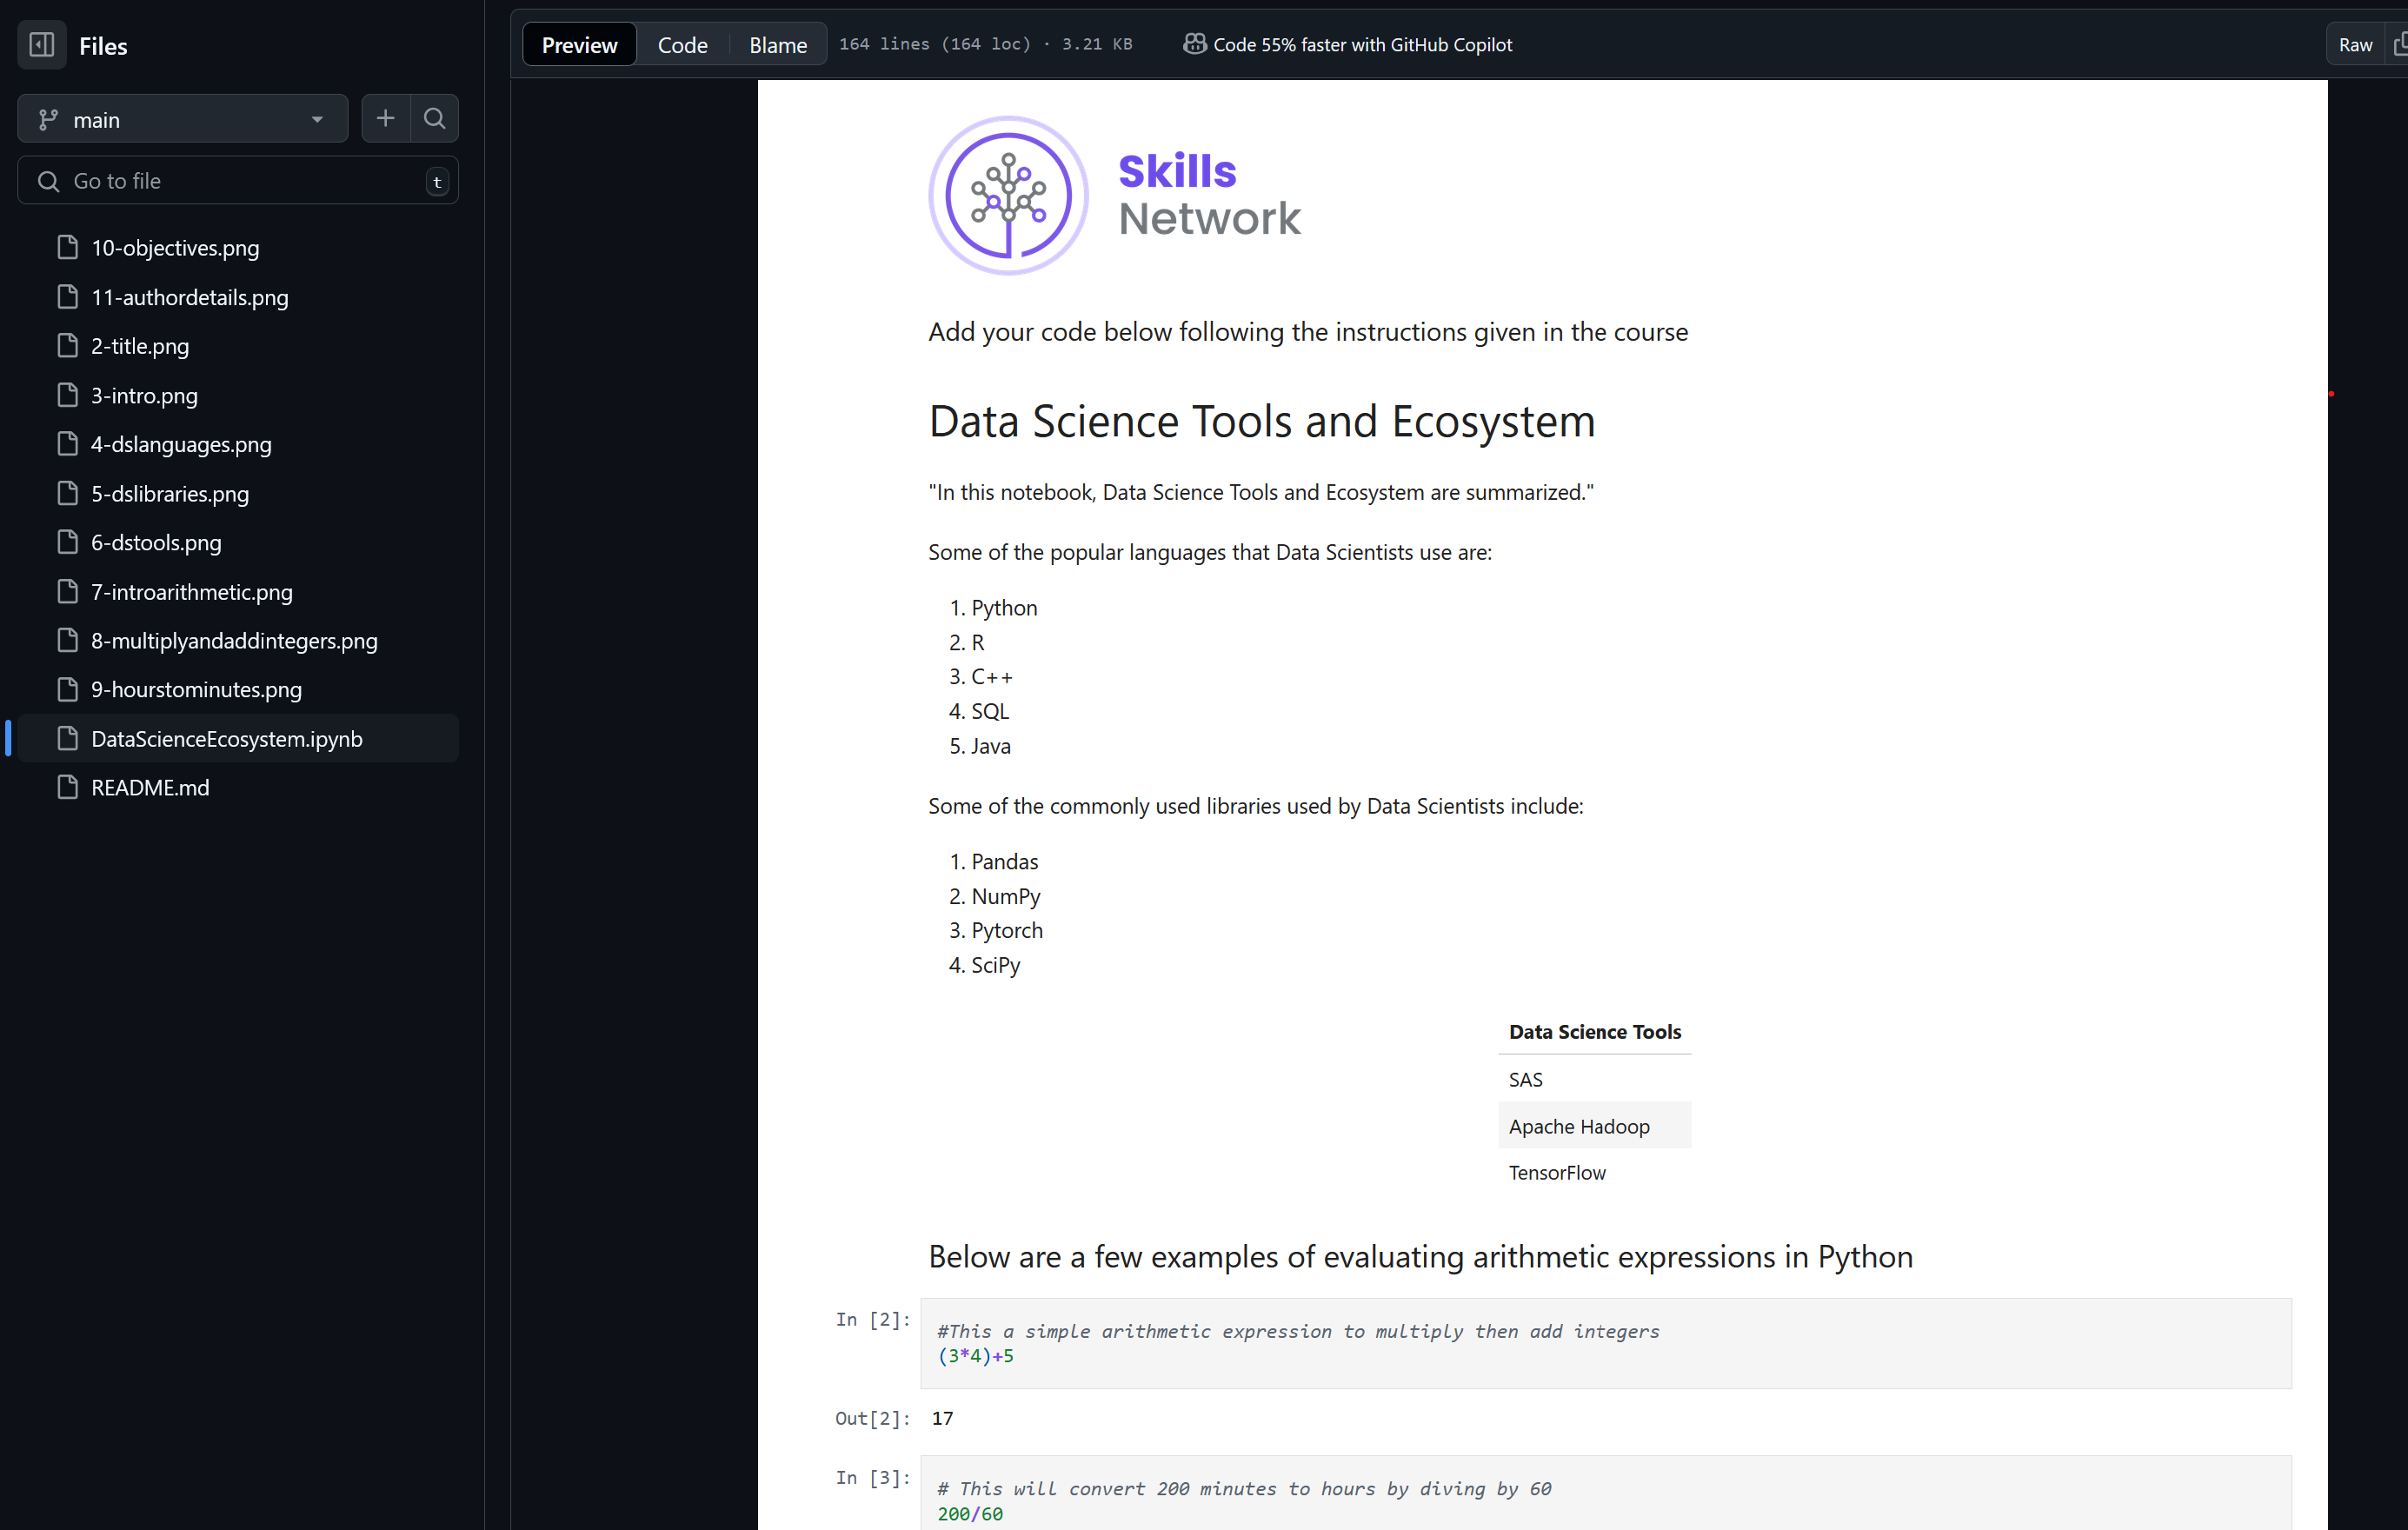 Files
main
Go to file
t
10-objectives.png
11-authordetails.png
2-title.png
3-intro.png
4-dslanguages.png
5-dslibraries.png
6-dstools.png
7-introarithmetic.png
8-multiplyandaddintegers.png
9-hourstominutes.png
DataScienceEcosystem.ipynb
README.md
Preview Code Blame 164 lines (164 loc) · 3.21 KB Code 55% faster with GitHub Copilot Raw
Skills
Network
Add your code below following the instructions given in the course
Data Science Tools and Ecosystem
"In this notebook, Data Science Tools and Ecosystem are summarized."
Some of the popular languages that Data Scientists use are:
1. Python
2. R
3. C++
4. SQL
5. Java
Some of the commonly used libraries used by Data Scientists include:
1. Pandas
2. NumPy
3. Pytorch
4. SciPy
Data Science Tools
SAS
Apache Hadoop
TensorFlow
Below are a few examples of evaluating arithmetic expressions in Python
In [2]:
#This a simple arithmetic expression to multiply then add integers
(3*4)+5
Out[2]: 17
In [3]:
# This will convert 200 minutes to hours by diving by 60
200/60